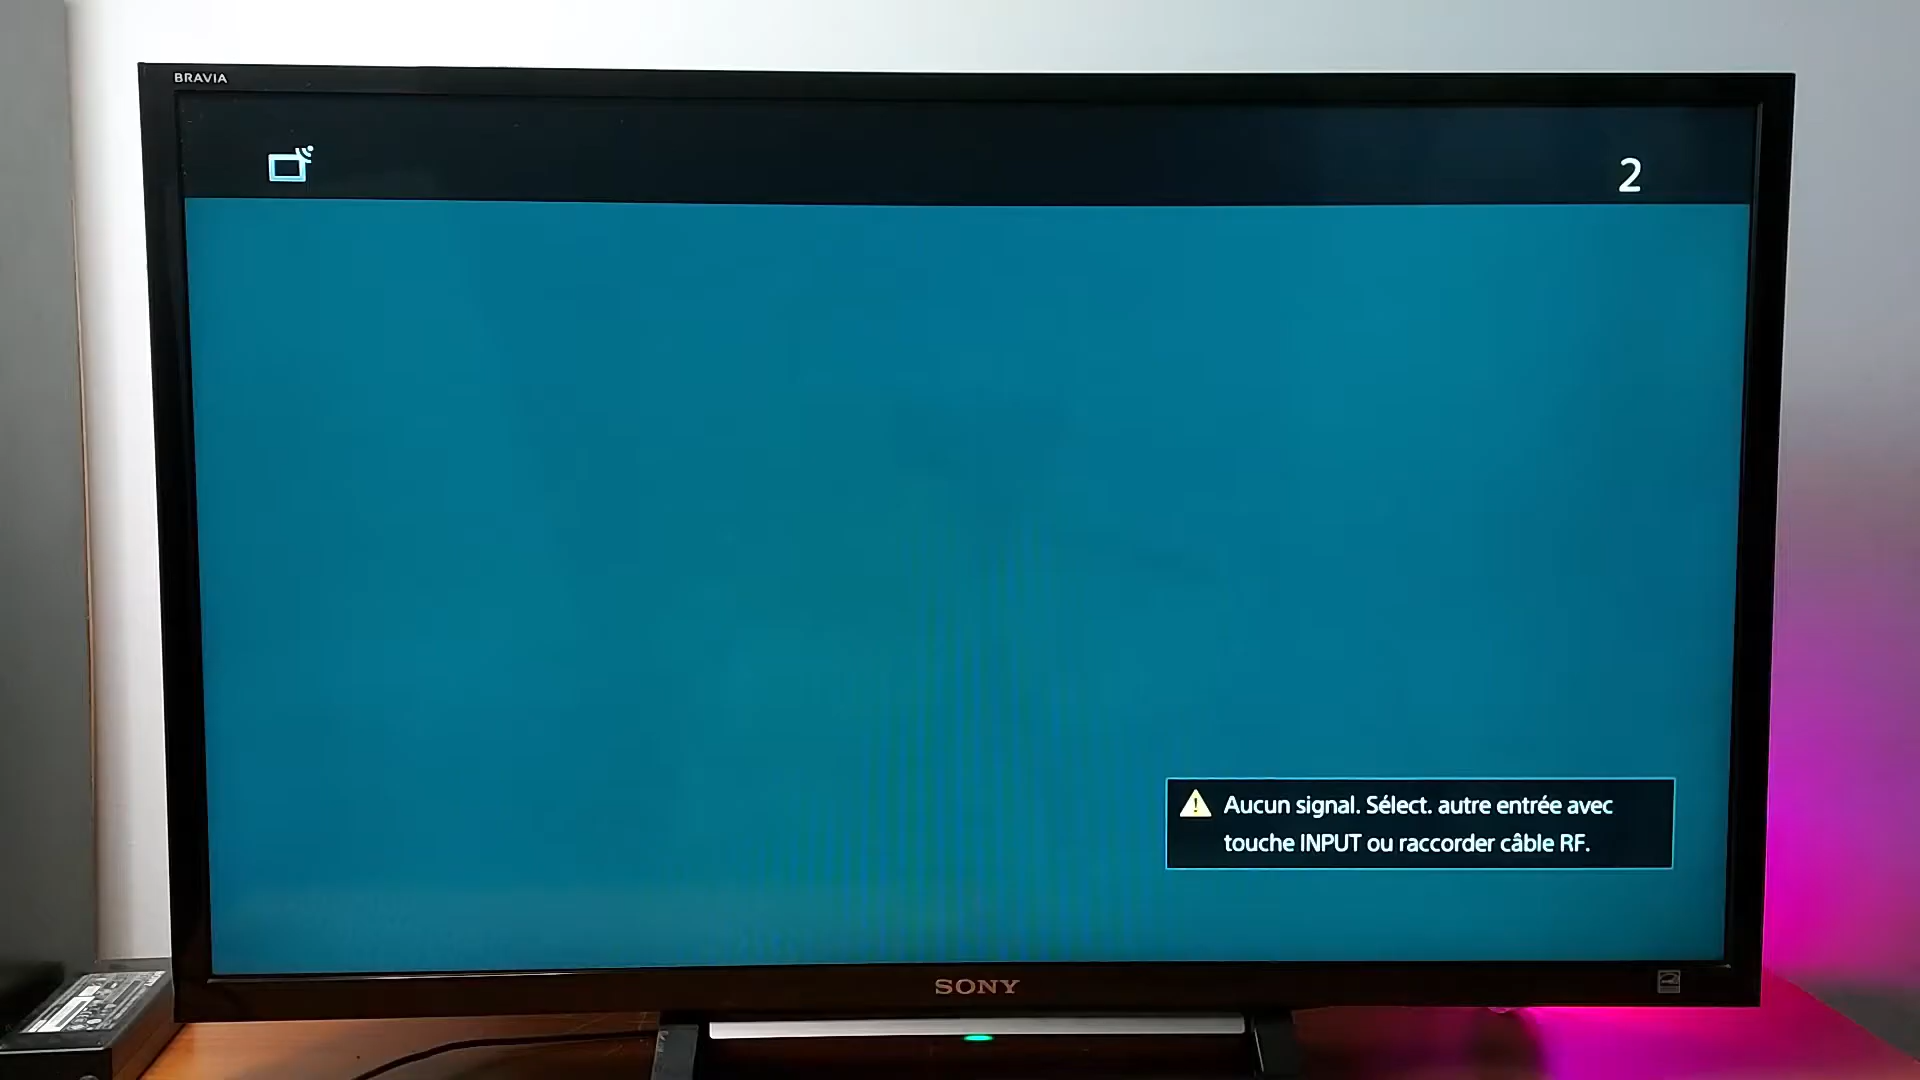 BRAVIA
2
Aucun signal. Sélect. autre entrée avec
touche INPUT ou raccorder câble RF.
SONY